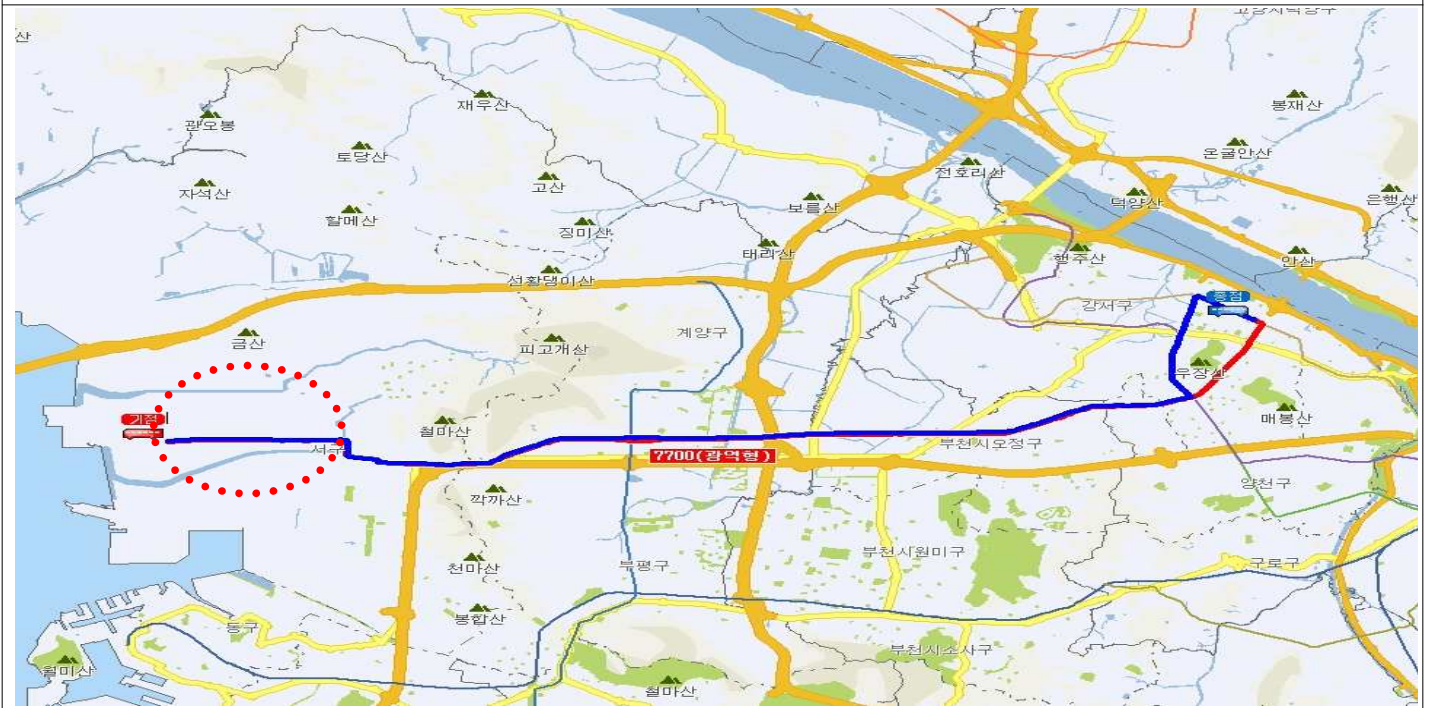 산
재우산
봉재산
관오봉
토당산
온굴안산
전호리산
자석산
고산
은행산
덕양산
보름산
할메산
징미산
태리산
행주산
안삼
선황댕이산
종점
강서구
계양구
금산
피고개산
우장산
기점
매봉산
철마산
서구
부천시오정구
7700(광역형)
양천구
깍까산
부천시원미구
천마산
부평구
구로구
봉합산
동구
부천시소사구
월미산
철마산